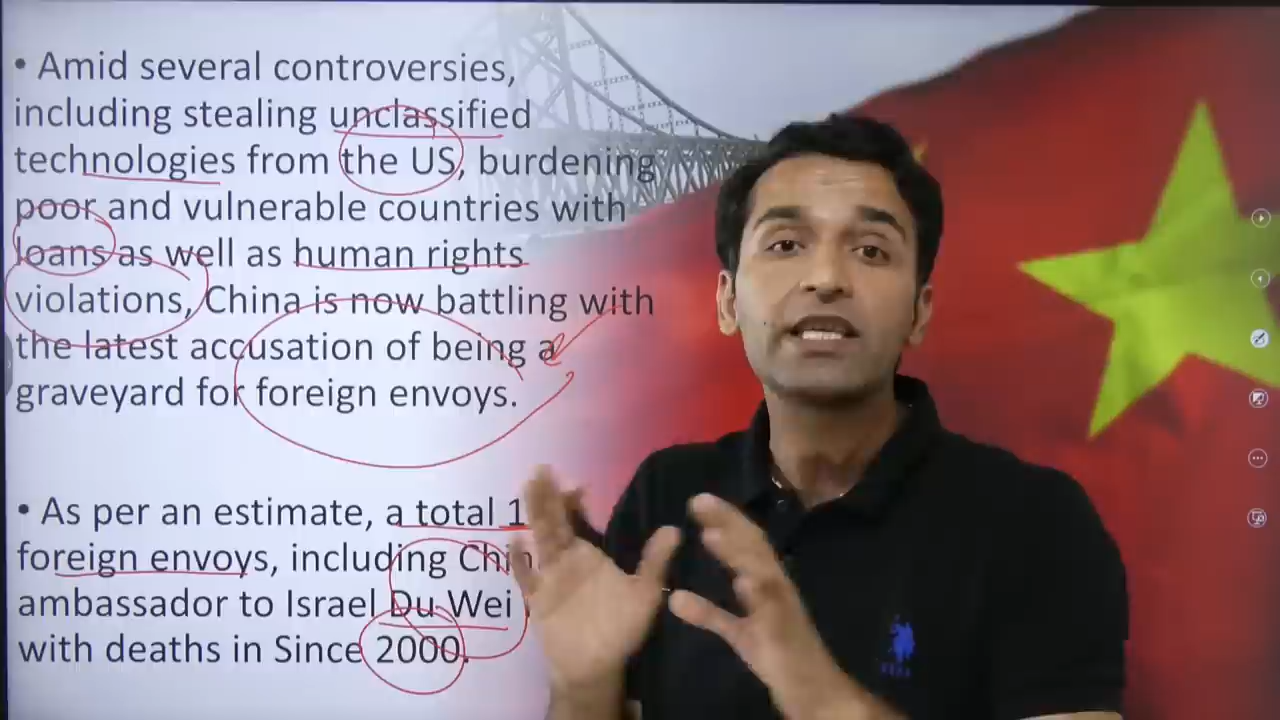 • Amid several controversies,
including stealing unclassified
technologies from the US, burdening
poor and vulnerable countries with
loans as well as human rights
violations, China is now battling with
the latest accusation of being a
graveyard for foreign envoys.
• As per an estimate, a total 1
foreign envoys, including
ambassador to Israel Du Wei
with deaths in Since 2000.